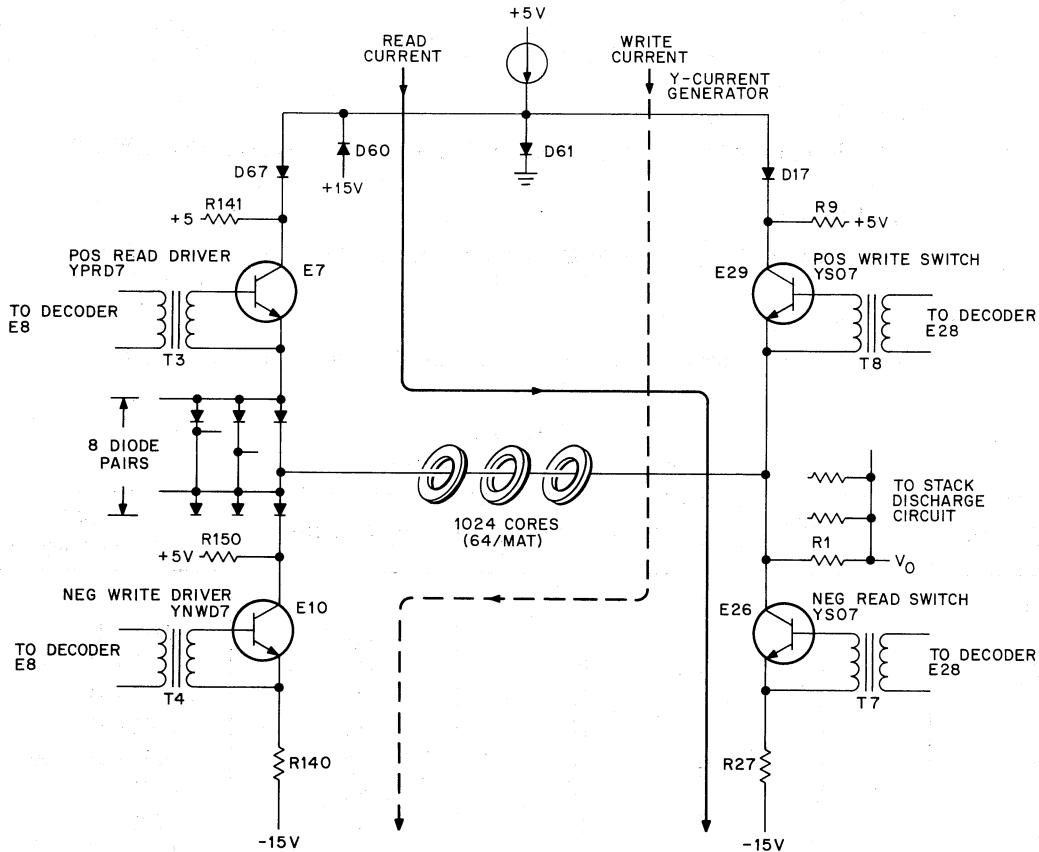 +5V
READ
CURRENT
WRITE
CURRENT
Y-CURRENT
GENERATOR
D67
D60
+15V
D61
D17
+5
R141
R9
+5V
POS READ DRIVER
YPRD7
E7
TO DECODER
E8
T3
E29
POS WRITE SWITCH
YS07
TO DECODER
E28
T8
8 DIODE
PAIRS
1024 CORES
(64/MAT)
TO STACK
DISCHARGE
CIRCUIT
R1
V0
+5V
R150
NEG WRITE DRIVER
YNWD7
E10
TO DECODER
E8
T4
E26
NEG READ SWITCH
YS07
TO DECODER
E28
T7
R140
-15V
R27
-15V